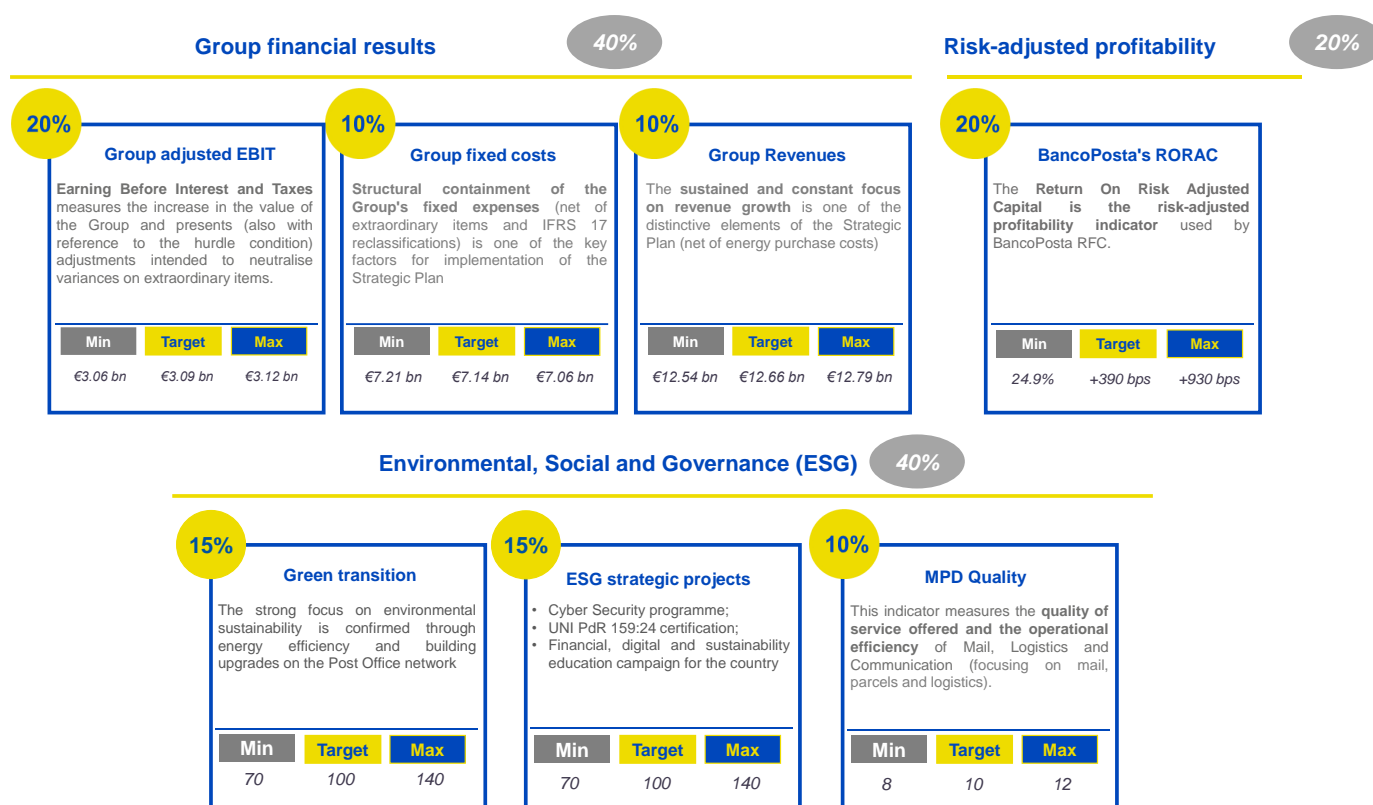 Group financial results
40%
Risk-adjusted profitability
20%
20%
Group adjusted EBIT
Earning Before Interest and Taxes
measures the increase in the value of
the Group and presents (also with
reference to the hurdle condition)
adjustments intended to neutralise
variances on extraordinary items.
Min Target Max
€3.06 bn €3.09 bn €3.12 bn
10%
Group fixed costs
Structural containment of the
Group's fixed expenses (net of
extraordinary items and IFRS 17
reclassifications) is one of the key
factors for implementation of the
Strategic Plan
Min Target Max
€7.21 bn €7.14 bn €7.06 bn
10%
Group Revenues
The sustained and constant focus
on revenue growth is one of the
distinctive elements of the Strategic
Plan (net of energy purchase costs)
Min Target Max
€12.54 bn €12.66 bn €12.79 bn
20%
BancoPosta's RORAC
The Return On Risk Adjusted
Capital is the risk-adjusted
profitability indicator used by
BancoPosta RFC.
Min Target Max
24.9% +390 bps +930 bps
Environmental, Social and Governance (ESG)
40%
15%
Green transition
The strong focus on environmental
sustainability is confirmed through
energy efficiency and building
upgrades on the Post Office network
Min Target Max
70 100 140
15%
ESG strategic projects
• Cyber Security programme;
• UNI PdR 159:24 certification;
• Financial, digital and sustainability
education campaign for the country
Min Target Max
70 100 140
10%
MPD Quality
This indicator measures the quality of
service offered and the operational
efficiency of Mail, Logistics and
Communication (focusing on mail,
parcels and logistics).
Min Target Max
8 10 12